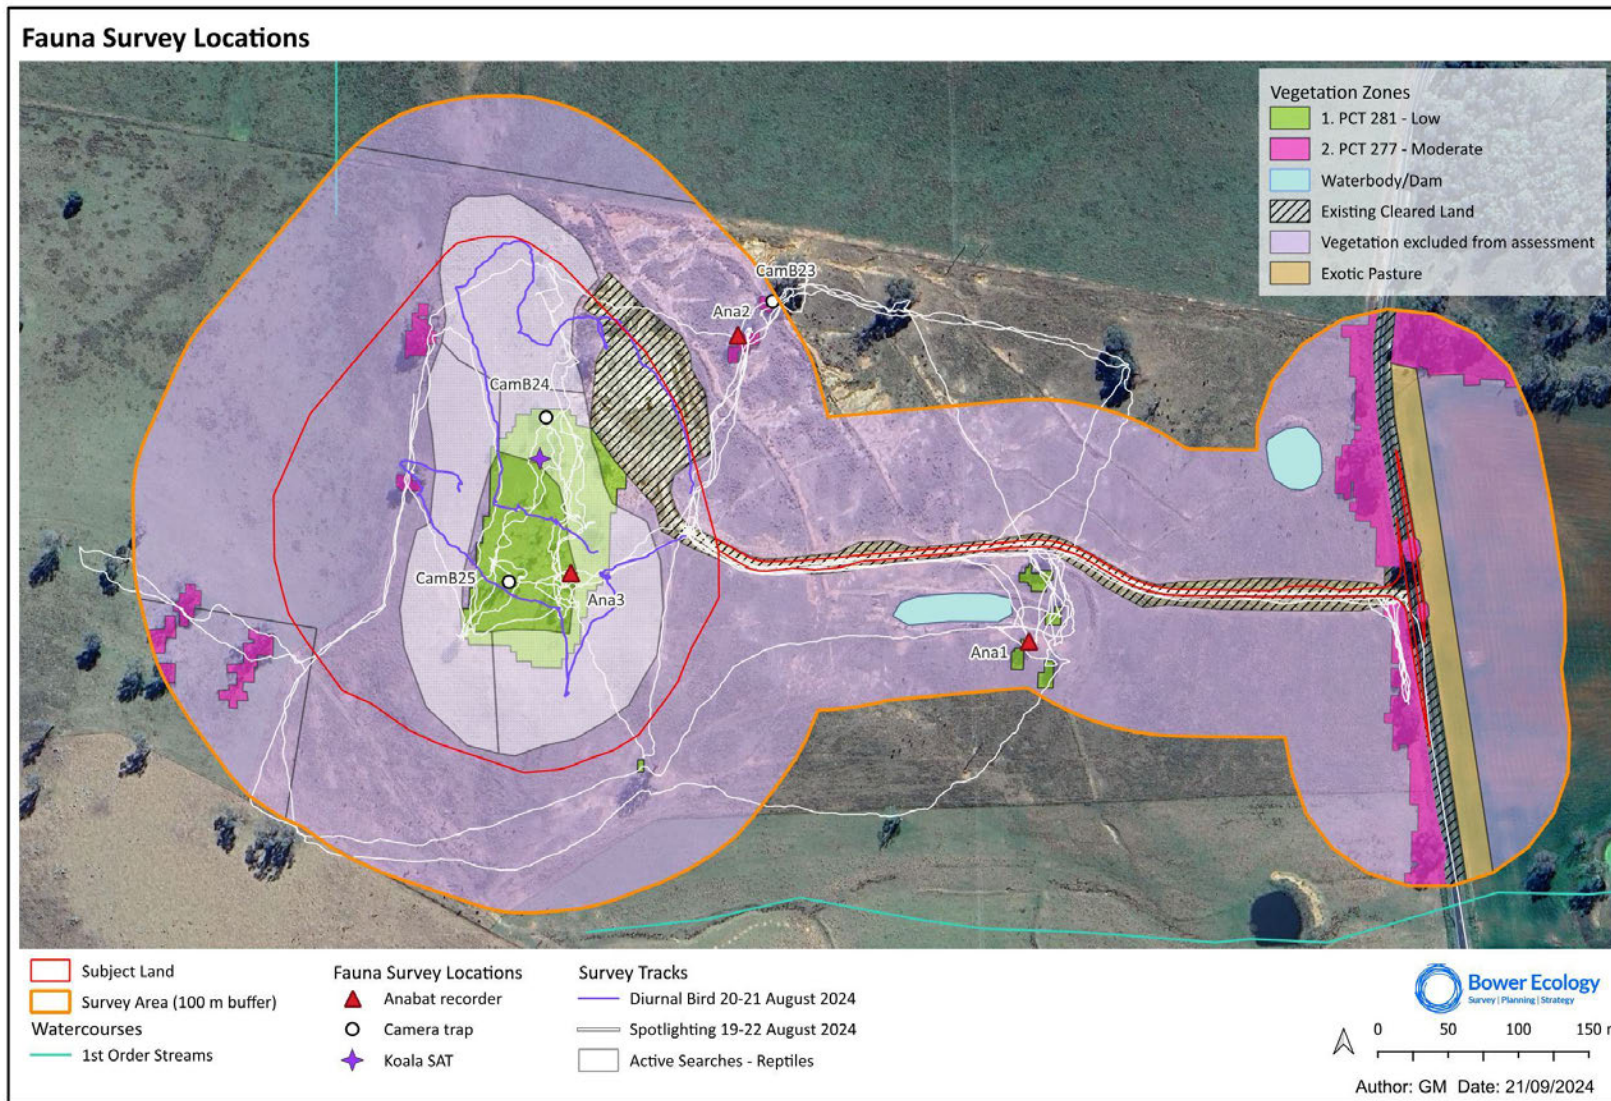 Fauna Survey Locations
Vegetation Zones
1. PCT 281 - Low
2. PCT 277 - Moderate
Waterbody/Dam
Existing Cleared Land
Vegetation excluded from assessment
Exotic Pasture
CamB23
Ana2
CamB24
CamB25
Ana3
Ana1
Subject Land
Survey Area (100 m buffer)
Watercourses
1st Order Streams
Fauna Survey Locations
Anabat recorder
Camera trap
Koala SAT
Survey Tracks
Diurnal Bird 20-21 August 2024
Spotlighting 19-22 August 2024
Active Searches - Reptiles
Bower Ecology
Survey | Planning | Strategy
0 50 100 150 m
Author: GM Date: 21/09/2024